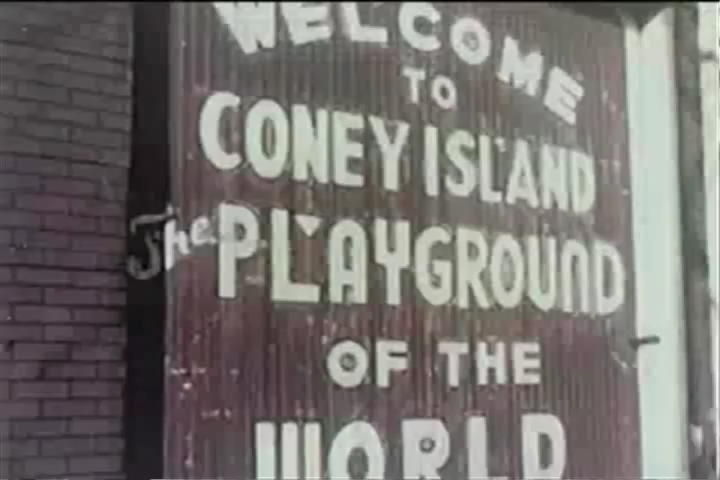 WELCOME
TO
CONEY ISLAND
The PLAYGROUND
OF THE
WORLD